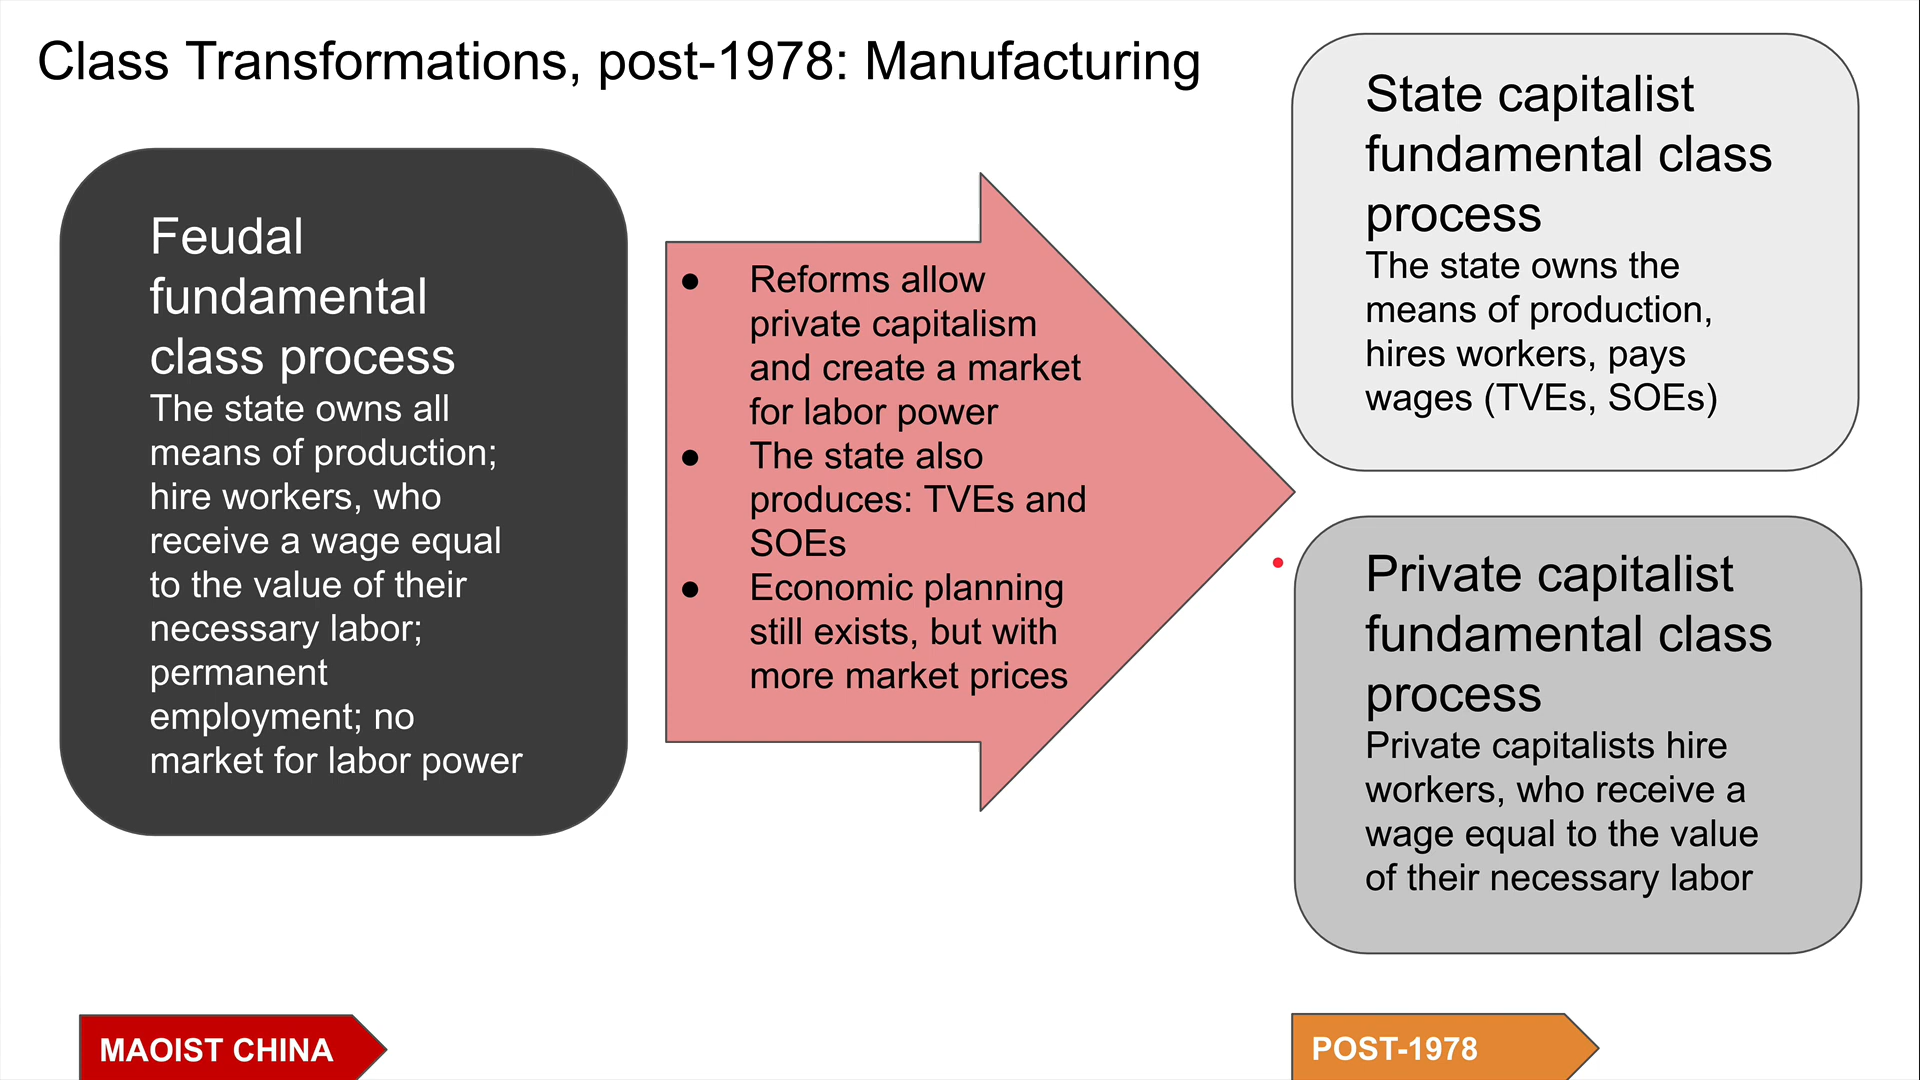 Class Transformations, post-1978: Manufacturing
Feudal
fundamental
class process
The state owns all
means of production;
hire workers, who
receive a wage equal
to the value of their
necessary labor;
permanent
employment; no
market for labor power
● Reforms allow
private capitalism
and create a market
for labor power
● The state also
produces: TVEs and
SOEs
● Economic planning
still exists, but with
more market prices
State capitalist
fundamental class
process
The state owns the
means of production,
hires workers, pays
wages (TVEs, SOEs)
Private capitalist
fundamental class
process
Private capitalists hire
workers, who receive a
wage equal to the value
of their necessary labor
MAOIST CHINA
POST-1978